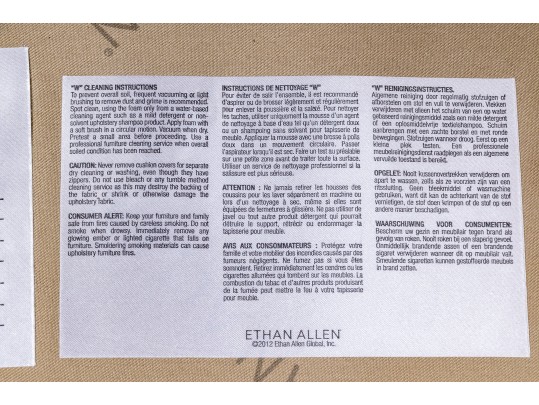 "W" CLEANING INSTRUCTIONS
To prevent overall soil, frequent vacuuming or light
brushing to remove dust and grime is recommended.
Spot clean, using the foam only from a water-based
cleaning agent such as a mild detergent or non-
solvent upholstery shampoo product. Apply foam with
a soft brush in a circular motion. Vacuum when dry.
Pretest a small area before proceeding. Use a
professional furniture cleaning service when overall
soiled condition has been reached.
CAUTION: Never remove cushion covers for separate
dry cleaning or washing, even though they have
zippers. Do not use bleach or any tumble method
cleaning service as this may destroy the backing of
the fabric or shrink or otherwise damage the
upholstery fabric.
CONSUMER ALERT: Keep your furniture and family
safe from fires caused by careless smoking. Do not
smoke when drowsy, immediately remove any
glowing ember or lighted cigarette that falls on
furniture. Smoldering smoking materials can cause
upholstery furniture fires.
INSTRUCTIONS DE NETTOYAGE "W"
Pour éviter de salir l'ensemble, il est recommandé
d'aspirer ou de brosser légèrement et régulièrement
pour enlever la poussière et la saleté. Pour nettoyer
les taches, utiliser uniquement la mousse d'un agent
de nettoyage à base d'eau tel qu'un détergent doux
ou un shampoing sans solvant pour tapisserie de
meuble. Appliquer la mousse avec une brosse à poils
doux dans un mouvement circulaire. Passer
l'aspirateur lorsqu'il est sec. Faire un test au préalable
sur une petite zone avant de traiter toute la surface.
Utiliser un service de nettoyage professionnel si la
salissure est plus sérieuse.
ATTENTION : Ne jamais retirer les housses des
coussins pour les laver séparément en machine ou
lors d'un nettoyage à sec, même si elles sont
équipées de fermetures à glissière. Ne pas utiliser de
javel ou tout autre produit détergent qui pourrait
détruire le support, rétrécir ou endommager la
tapisserie pour meuble.
AVIS AUX CONSOMMATEURS : Protégez votre
famille et votre mobilier des incendies causés par des
fumeurs négligents. Ne fumez pas si vous êtes
somnolent. Retirez immédiatement les cendres ou les
cigarettes allumées qui tombent sur les meubles. La
combustion du tabac et d'autres produits produisant
de la fumée peut mettre le feu à votre tapisserie
pour meuble.
"W" REINIGINGSINSTRUCTIES.
Algemene reiniging door regelmatig stofzuigen of
afborstelen om stof en vuil te verwijderen. Vlekken
verwijderen met alleen het schuim van een op water
gebaseerd reinigingsmiddel zoals een milde detergent
of een oplosmiddelvrije textielshampoo. Schuim
aanbrengen met een zachte borstel en met ronde
bewegingen. Stofzuigen wanneer droog. Eerst op een
kleine plek testen. Een professionele
meubelreinigingsdienst raadplegen als een algemene
vervuilde toestand is bereikt.
OPGELET: Nooit kussenovertrekken verwijderen om
apart te wassen, zelfs als ze voorzien zijn van een
ritssluiting. Geen bleekmiddel of wasmachine
gebruiken, dit kan de achterkant van de stof
vernietigen, de stof doen krimpen of de stof op een
andere manier beschadigen.
WAARSCHUWING VOOR CONSUMENTEN:
Bescherm uw gezin en meubilair tegen brand als
gevolg van roken. Nooit roken bij een slaperig gevoel.
Onmiddellijk brandende assen of een brandende
sigaret verwijderen wanneer dit op meubilair valt.
Smeulende sigaretten kunnen gestoffeerde meubels
in brand zetten.
ETHAN ALLEN
©2012 Ethan Allen Global, Inc.